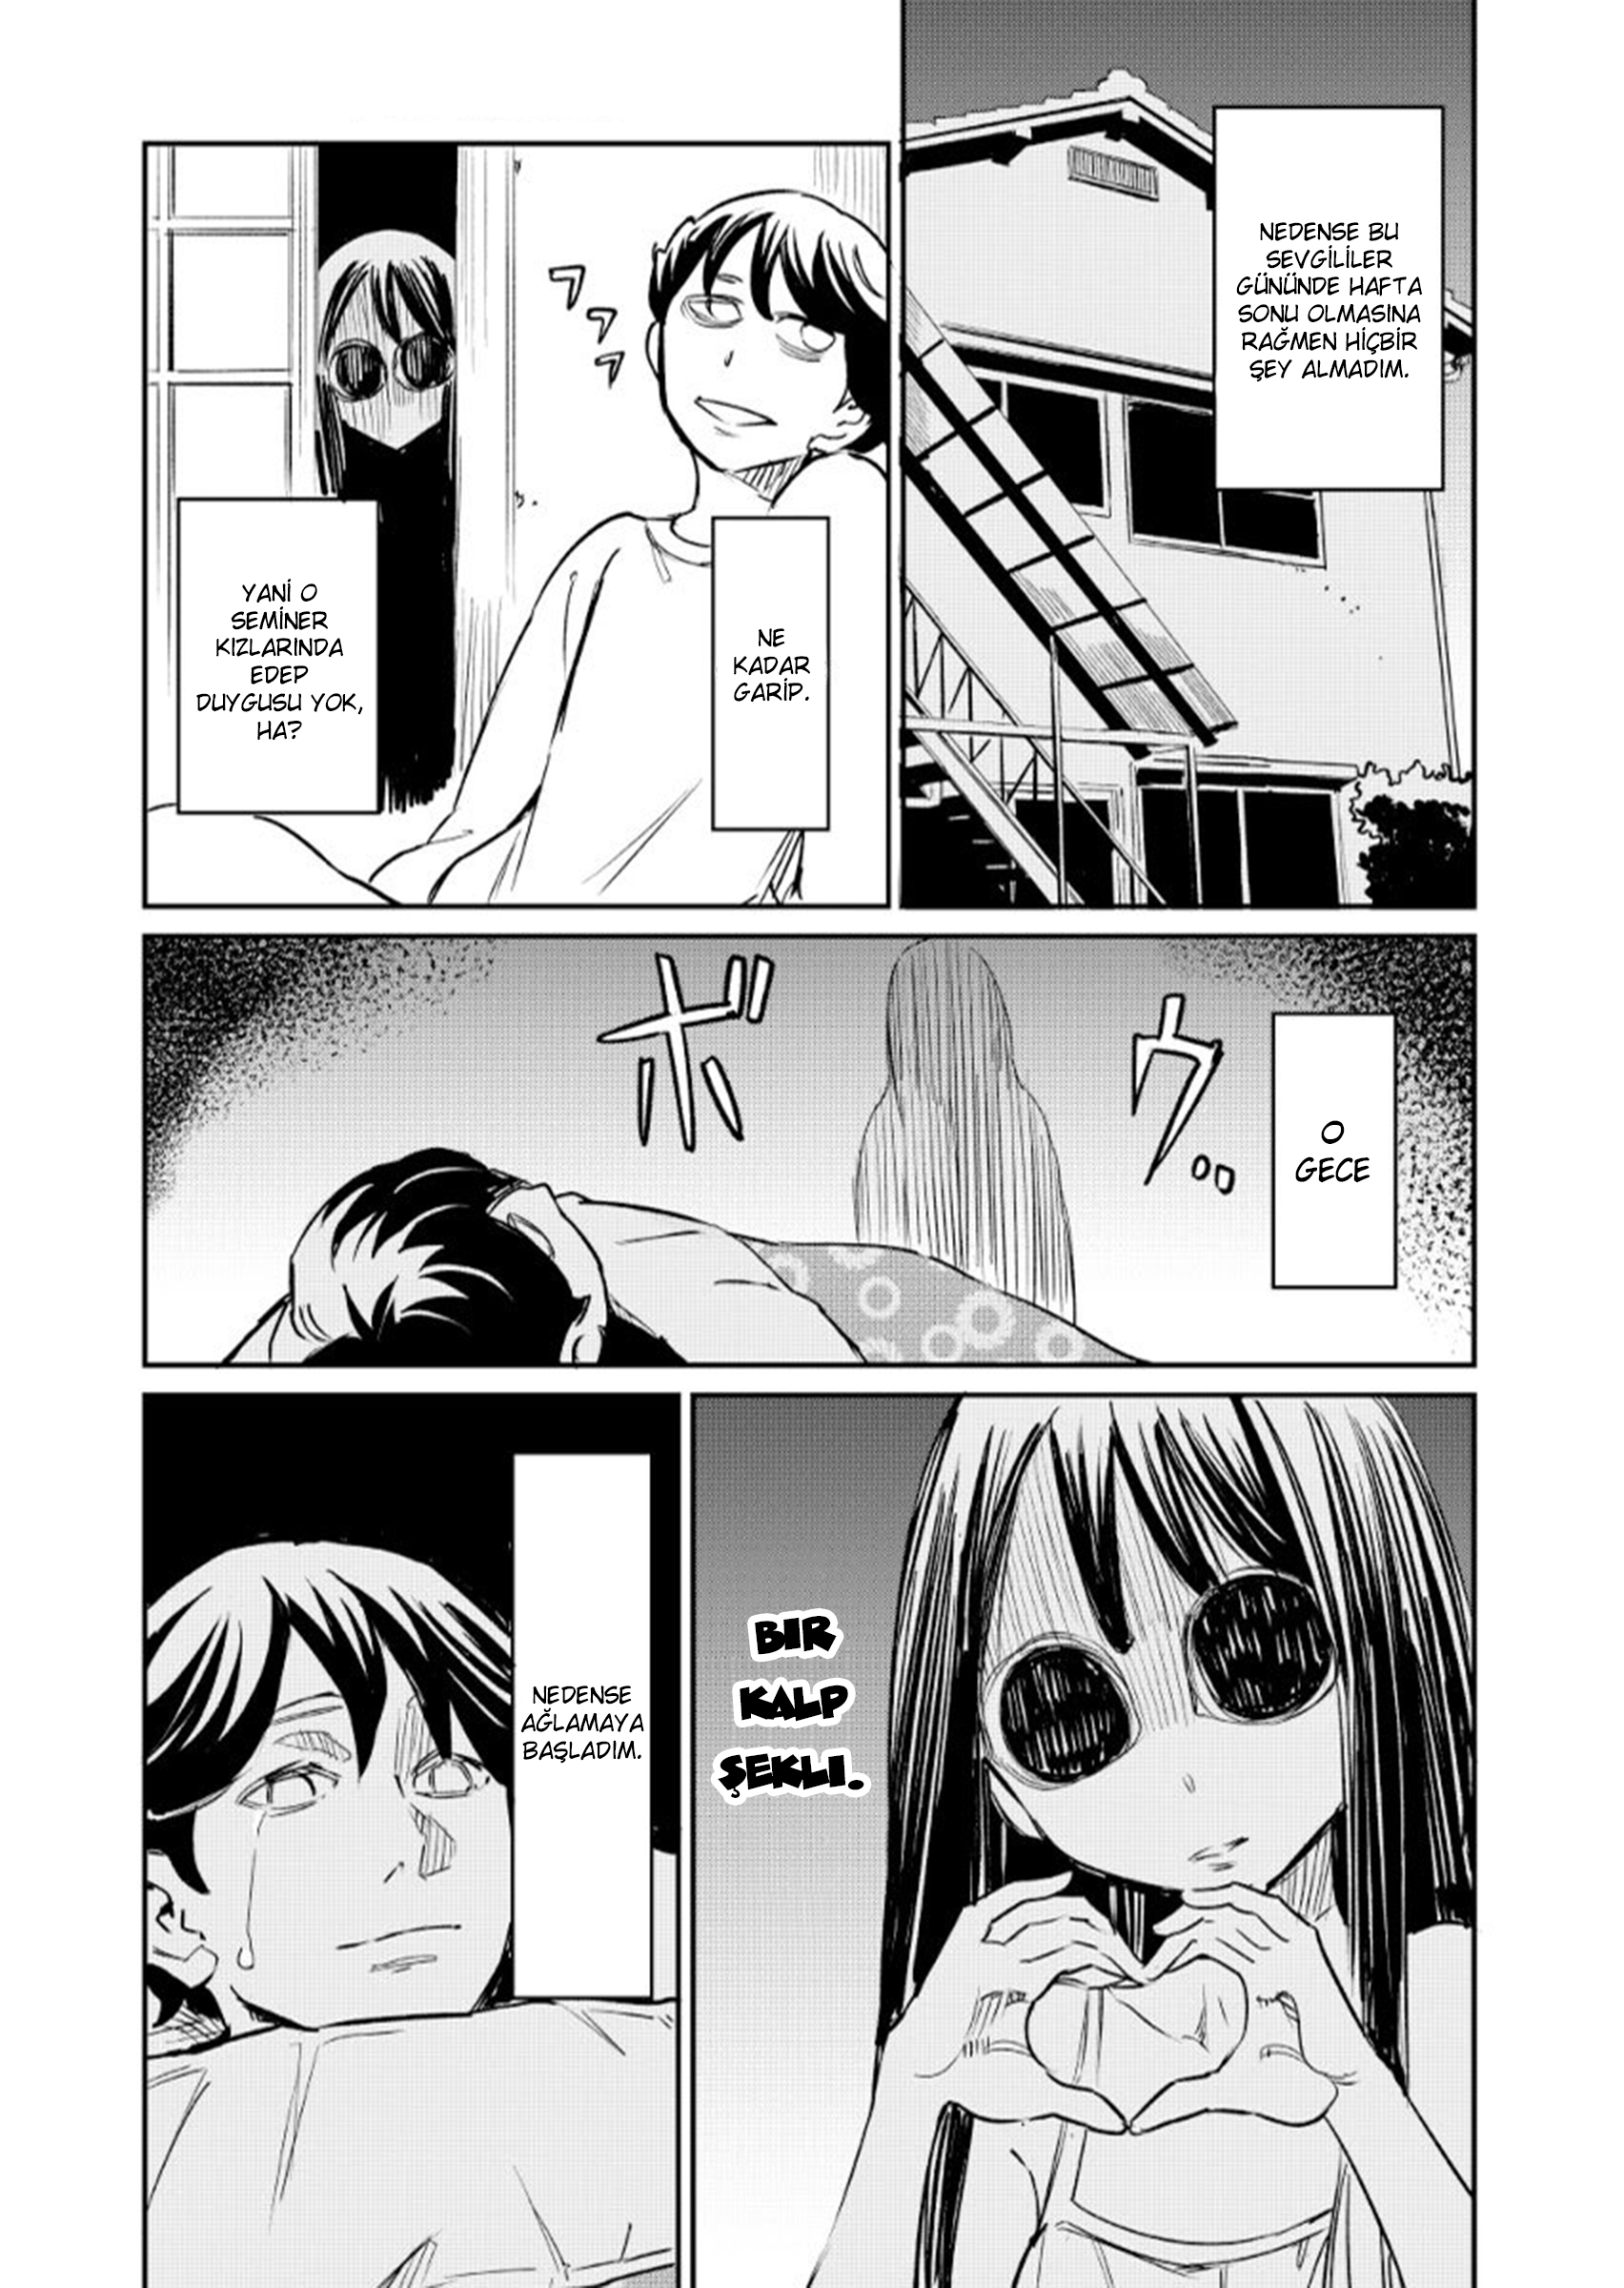 NEDENSE BU
SEVGİLİLER
GÜNÜNDE HAFTA
SONU OLMASINA
RAĞMEN HİÇBİR
ŞEY ALMADIM.
NE
KADAR
GARİP.
フフフ
YANİ O
SEMİNER
KIZLARINDA
EDEP
DUYGUSU YOK,
HA?
O
GECE
ウ...
ボ
BIR
KALP
ŞEKLI.
NEDENSE
AĞLAMAYA
BAŞLADIM.